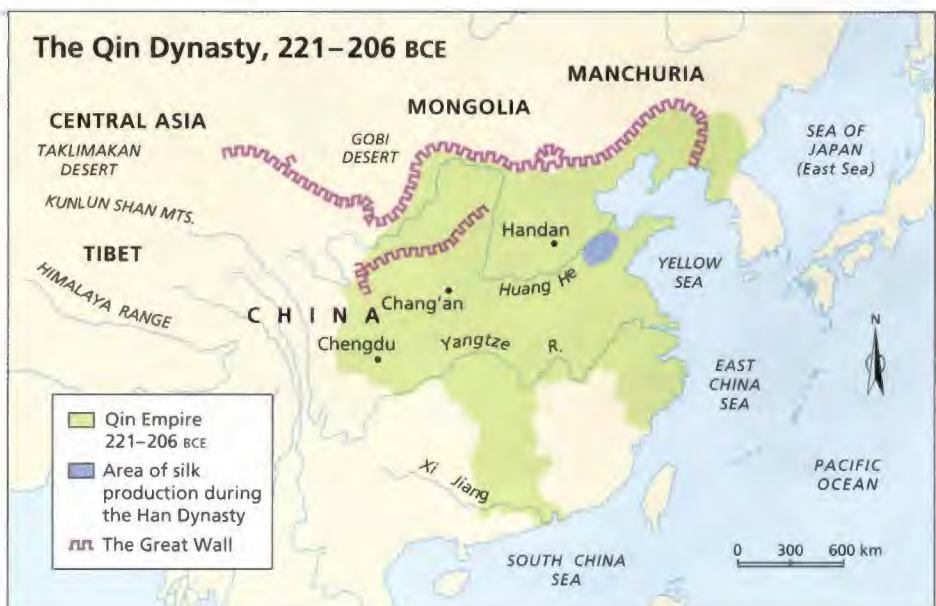 The Qin Dynasty, 221–206 BCE
MANCHURIA
MONGOLIA
CENTRAL ASIA
TAKLIMAKAN
DESERT
GOBI
DESERT
SEA OF
JAPAN
(East Sea)
KUNLUN SHAN MTS.
Handan
TIBET
YELLOW
SEA
HIMALAYA RANGE
Huang He
CHINA
Chang'an
Chengdu
Yangtze R.
N
EAST
CHINA
SEA
Qin Empire
221–206 BCE
Area of silk
production during
the Han Dynasty
The Great Wall
Xi Jiang
PACIFIC
OCEAN
SOUTH CHINA
SEA
0 300 600 km